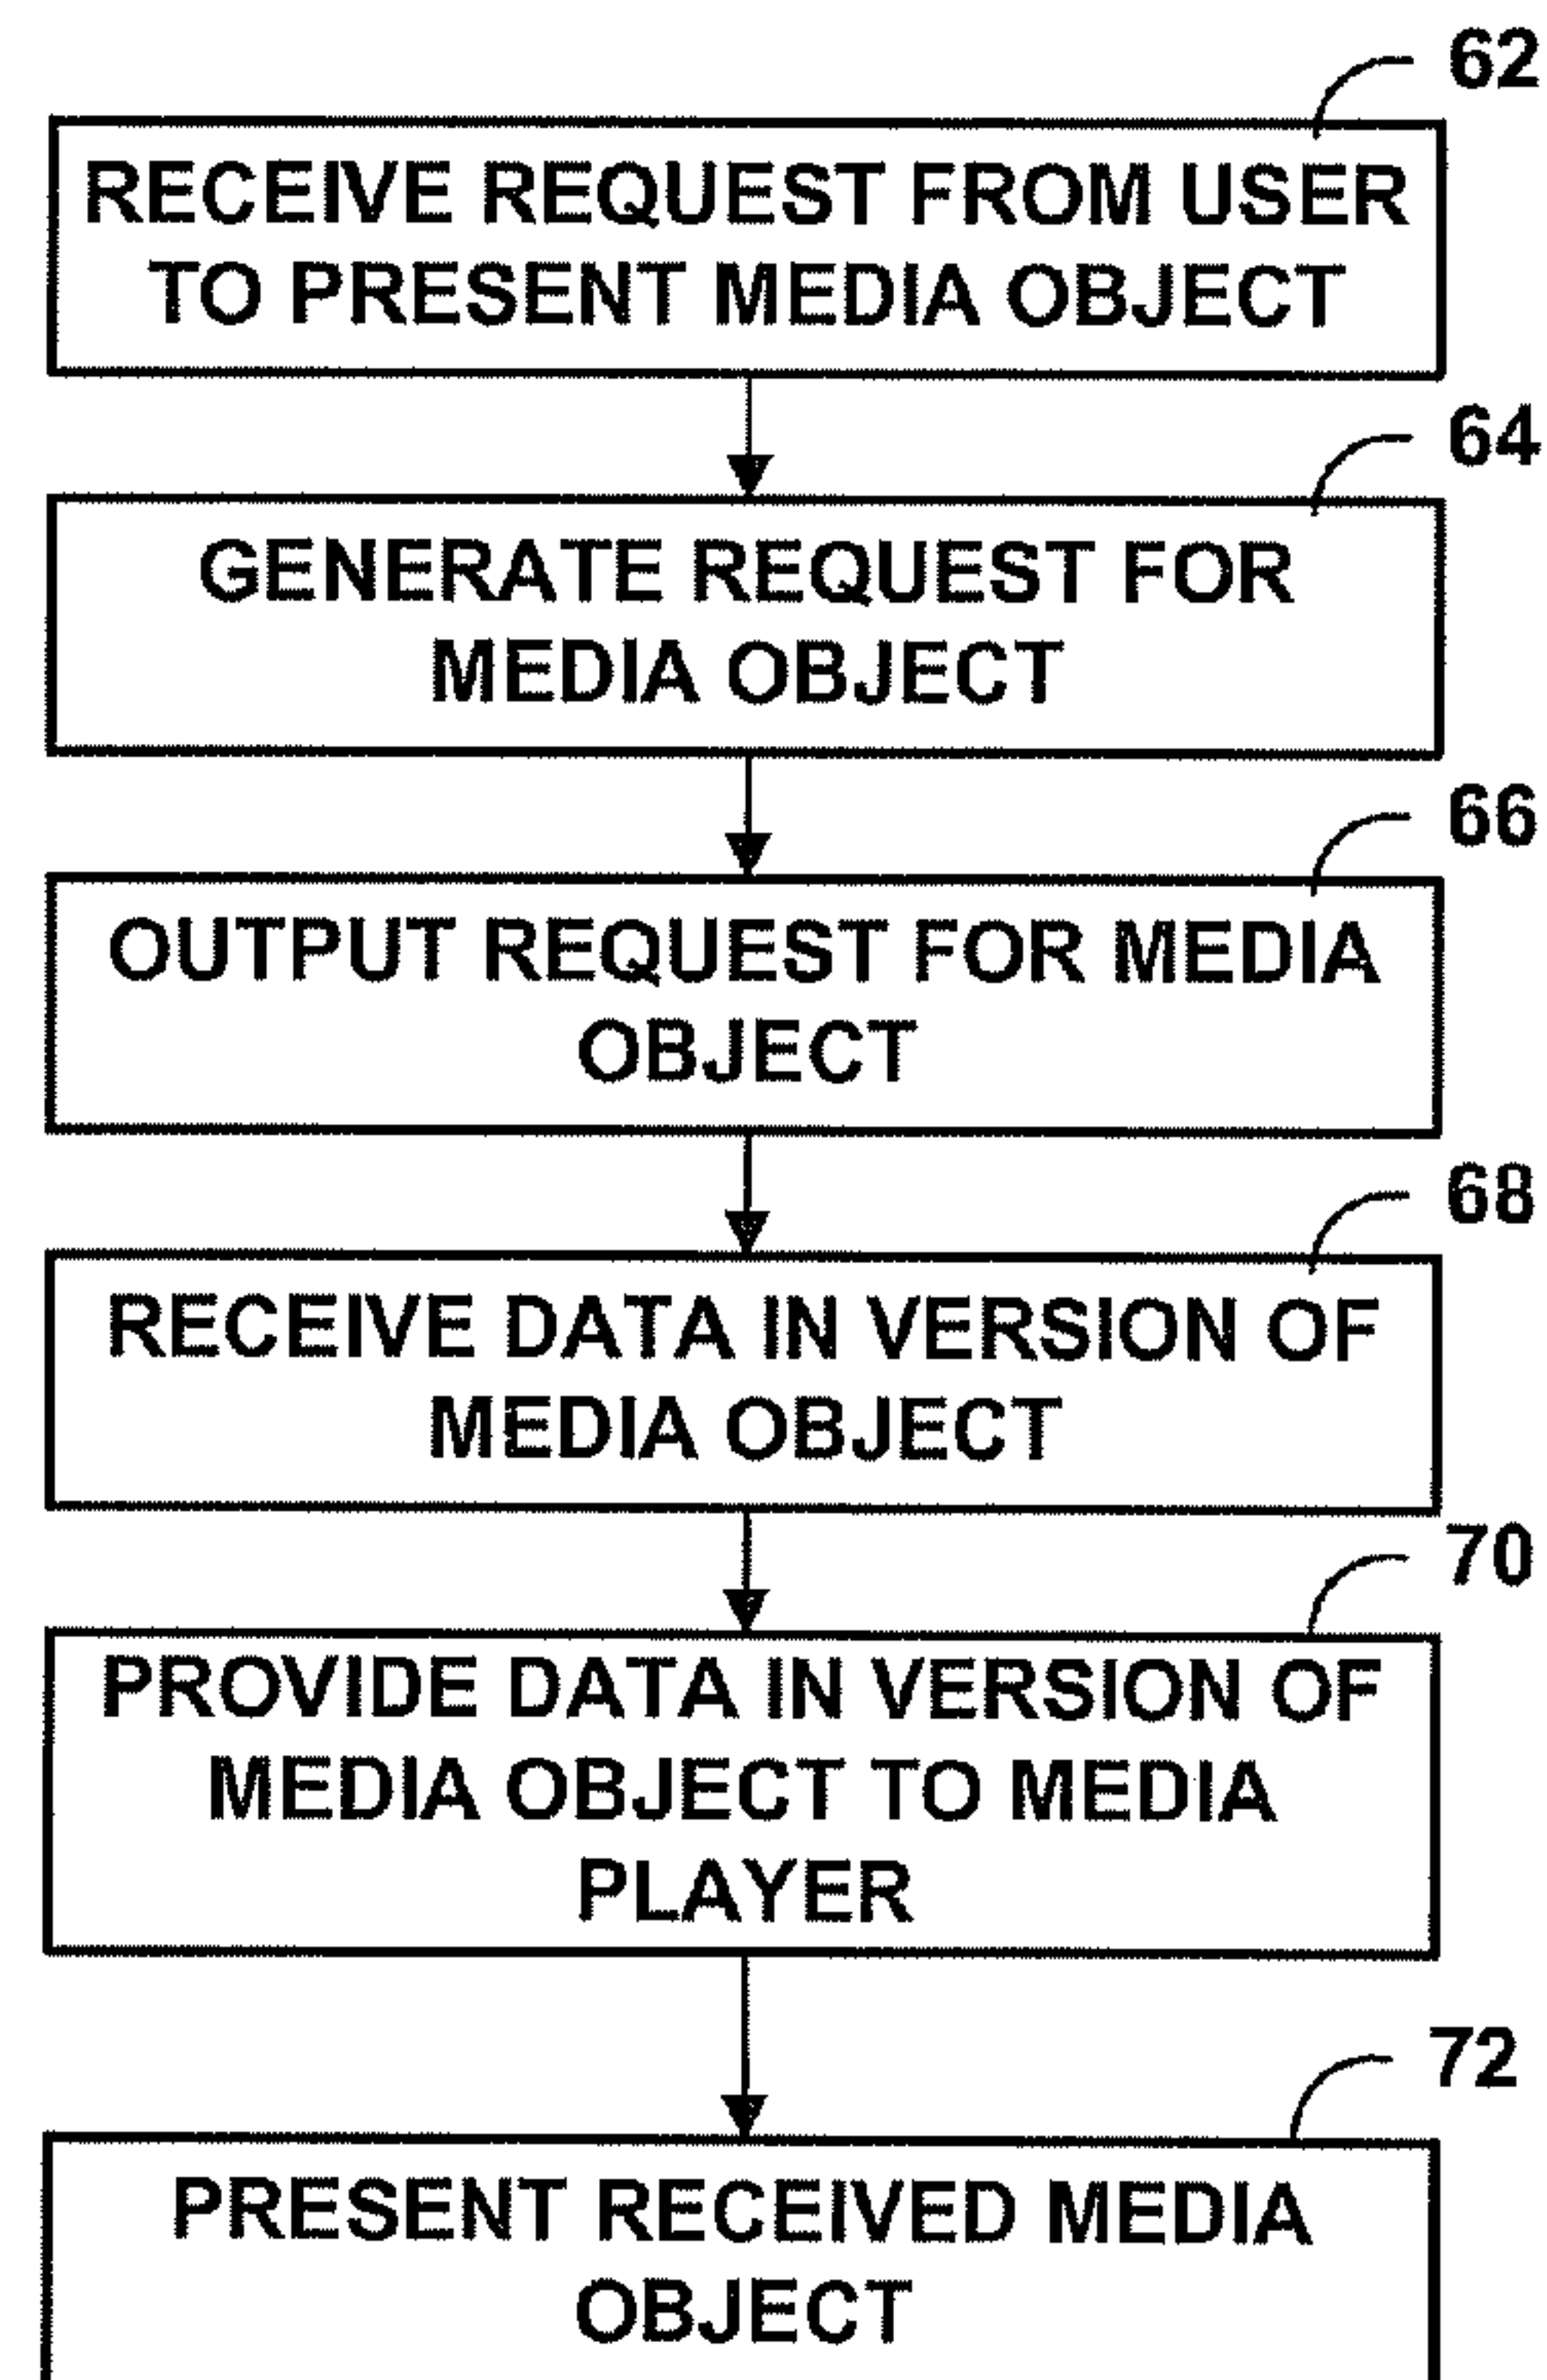 62
RECEIVE REQUEST FROM USER
TO PRESENT MEDIA OBJECT
64
GENERATE REQUEST FOR
MEDIA OBJECT
66
OUTPUT REQUEST FOR MEDIA
OBJECT
68
RECEIVE DATA IN VERSION OF
MEDIA OBJECT
70
PROVIDE DATA IN VERSION OF
MEDIA OBJECT TO MEDIA
PLAYER
72
PRESENT RECEIVED MEDIA
OBJECT